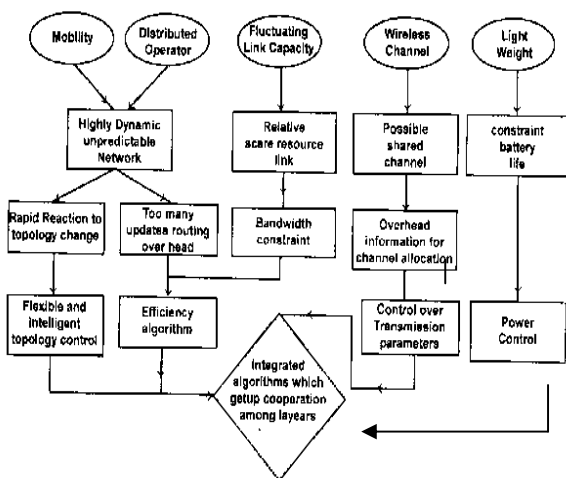 Mobility
Distributed
Operator
Fluctuating
Link Capacity
Wireless
Channel
Light
Weight
Highly Dynamic
unpredictable
Network
Relative
scare resource
link
Possible
shared
channel
constraint
battery
life
Rapid Reaction to
topology change
Too many
updates routing
over head
Bandwidth
constraint
Overhead
information for
channel allocation
Flexible and
intelligent
topology control
Efficiency
algorithm
Control over
Transmission
parameters
Power
Control
Integrated
algorithms which
getup cooperation
among layears